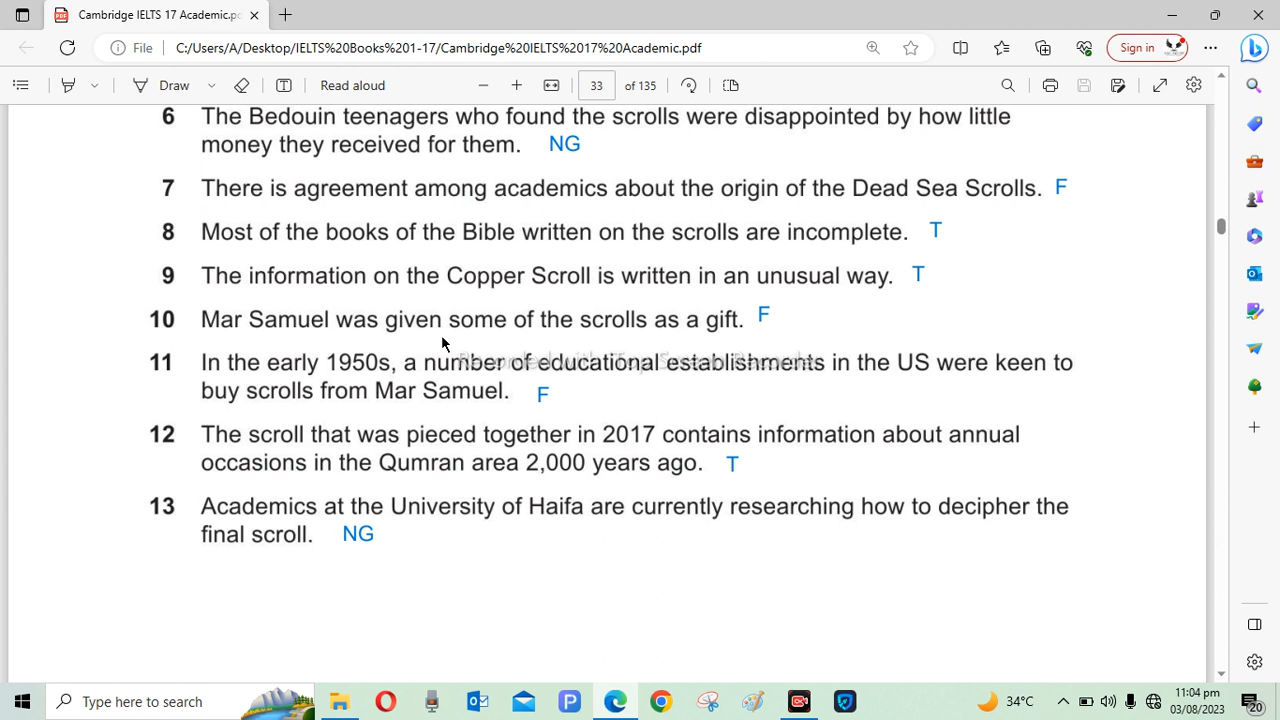 Cambridge IELTS 17 Academic.pc
File C:/Users/A/Desktop/IELTS%20Books%201-17/Cambridge%20IELTS%2017%20Academic.pdf Sign in
Draw Read aloud 33 of 135
6 The Bedouin teenagers who found the scrolls were disappointed by how little
money they received for them. NG
7 There is agreement among academics about the origin of the Dead Sea Scrolls. F
8 Most of the books of the Bible written on the scrolls are incomplete. T
9 The information on the Copper Scroll is written in an unusual way. T
10 Mar Samuel was given some of the scrolls as a gift. F
11 In the early 1950s, a number of educational establishments in the US were keen to
Recorded with iTop Screen Recorder
buy scrolls from Mar Samuel. F
12 The scroll that was pieced together in 2017 contains information about annual
occasions in the Qumran area 2,000 years ago. T
13 Academics at the University of Haifa are currently researching how to decipher the
final scroll. NG
Type here to search 34°C 11:04 pm
03/08/2023 20